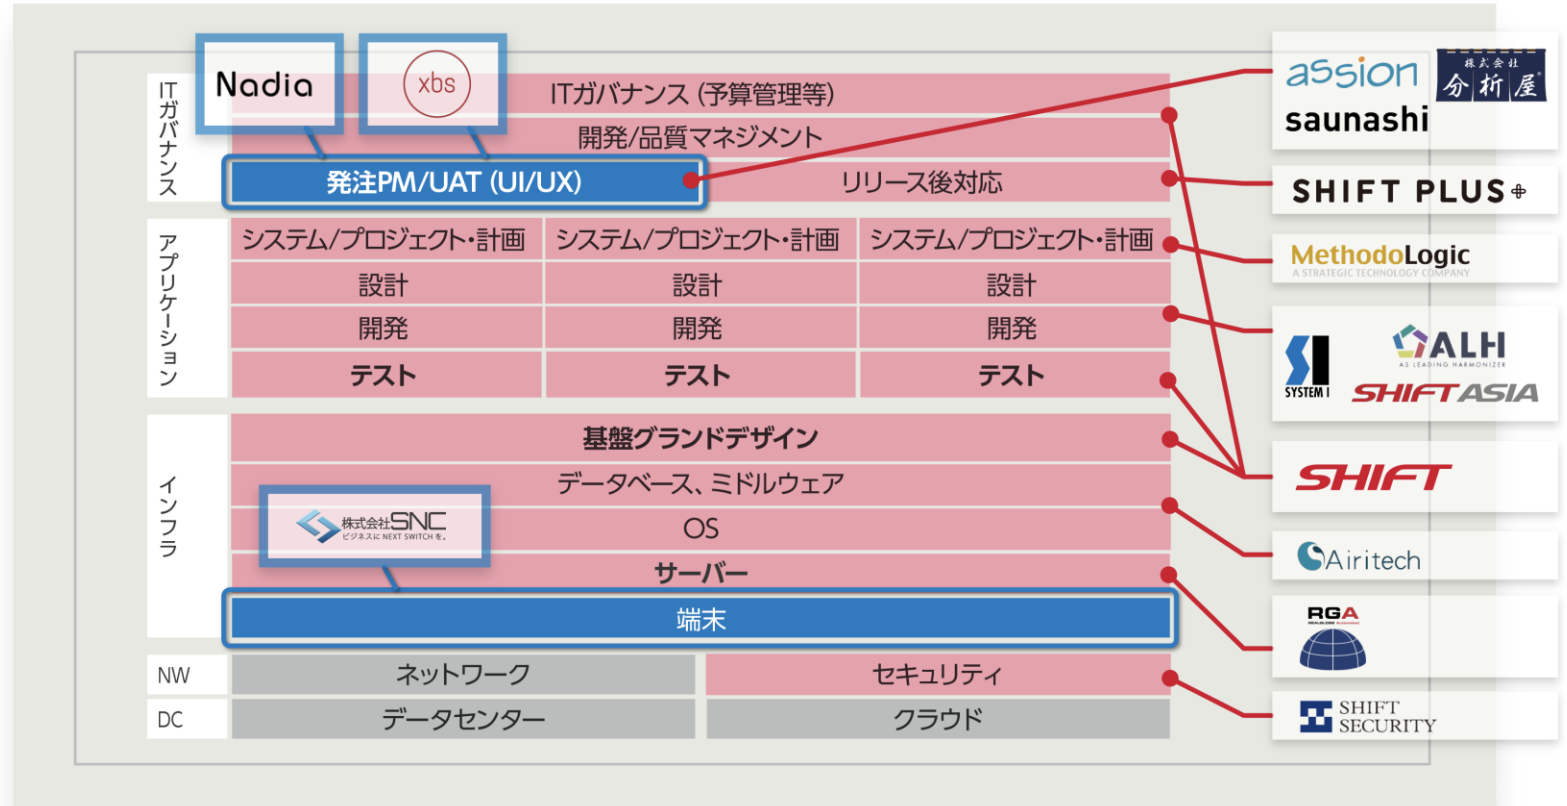 Nadia
xbs
ITガバナンス
ITガバナンス (予算管理等)
開発/品質マネジメント
発注PM/UAT (UI/UX)
リリース後対応
アプリケーション
システム/プロジェクト・計画
システム/プロジェクト・計画
システム/プロジェクト・計画
設計
設計
設計
開発
開発
開発
テスト
テスト
テスト
インフラ
基盤グランドデザイン
データベース、ミドルウェア
株式会社SNC
ビジネスに NEXT SWITCH を。
OS
サーバー
端末
NW
ネットワーク
セキュリティ
DC
データセンター
クラウド
assion
株式会社
分析屋
saunashi
SHIFT PLUS
MethodoLogic
A STRATEGIC TECHNOLOGY COMPANY
SYSTEM I
ALH
AS LEADING HARMONIZER
SHIFT ASIA
SHIFT
Airitech
RGA
SHIFT
SECURITY